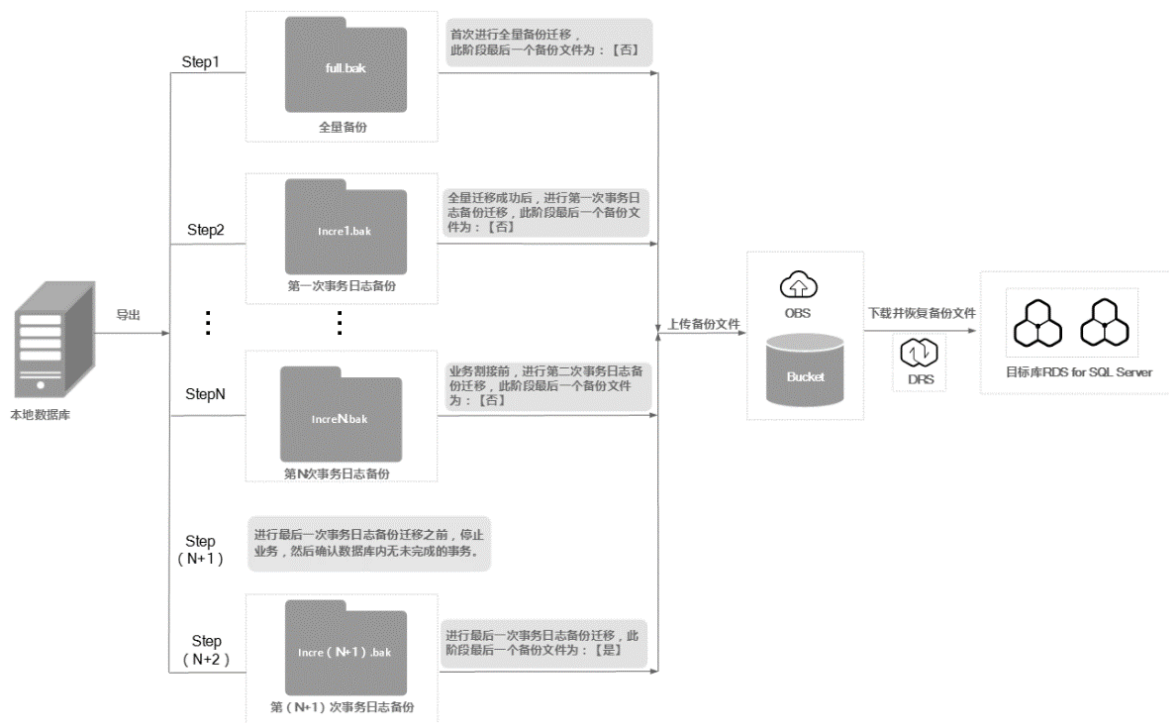 Step1
full.bak
全量备份
首次进行全量备份迁移，
此阶段最后一个备份文件为：【否】
Step2
Incre1.bak
第一次事务日志备份
全量迁移成功后，进行第一次事务日
志备份迁移，此阶段最后一个备份文
件为：【否】
本地数据库
导出
StepN
IncreN.bak
第N次事务日志备份
业务割接前，进行第二次事务日志备
份迁移，此阶段最后一个备份文件
为：【否】
Step
（N+1）
进行最后一次事务日志备份迁移之前，停止
业务，然后确认数据库内无未完成的事务。
Step
（N+2）
Incre（N+1）.bak
第（N+1）次事务日志备份
进行最后一次事务日志备份迁移，此
阶段最后一个备份文件为：【是】
上传备份文件
OBS
Bucket
下载并恢复备份文件
DRS
目标库RDS for SQL Server